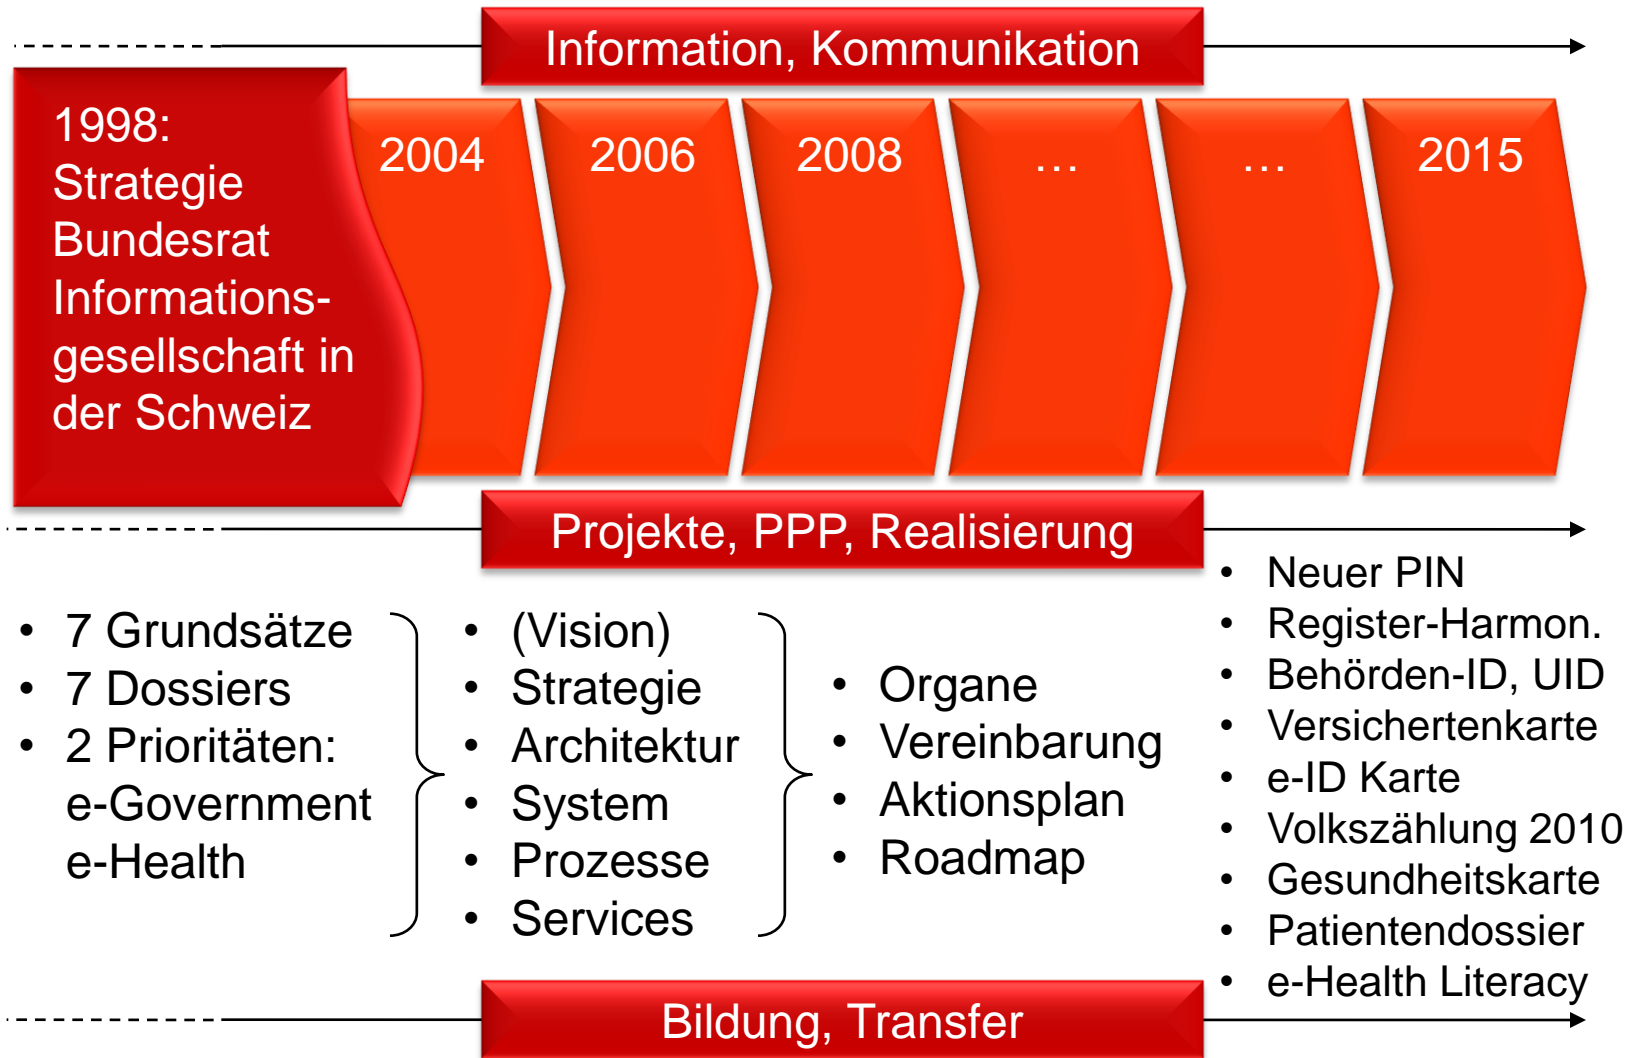 Information, Kommunikation
1998:
Strategie
Bundesrat
Informations-
gesellschaft in
der Schweiz
2004
2006
2008
…
…
2015
Projekte, PPP, Realisierung
• 7 Grundsätze
• 7 Dossiers
• 2 Prioritäten:
e-Government
e-Health
• (Vision)
• Strategie
• Architektur
• System
• Prozesse
• Services
• Organe
• Vereinbarung
• Aktionsplan
• Roadmap
• Neuer PIN
• Register-Harmon.
• Behörden-ID, UID
• Versichertenkarte
• e-ID Karte
• Volkszählung 2010
• Gesundheitskarte
• Patientendossier
• e-Health Literacy
Bildung, Transfer